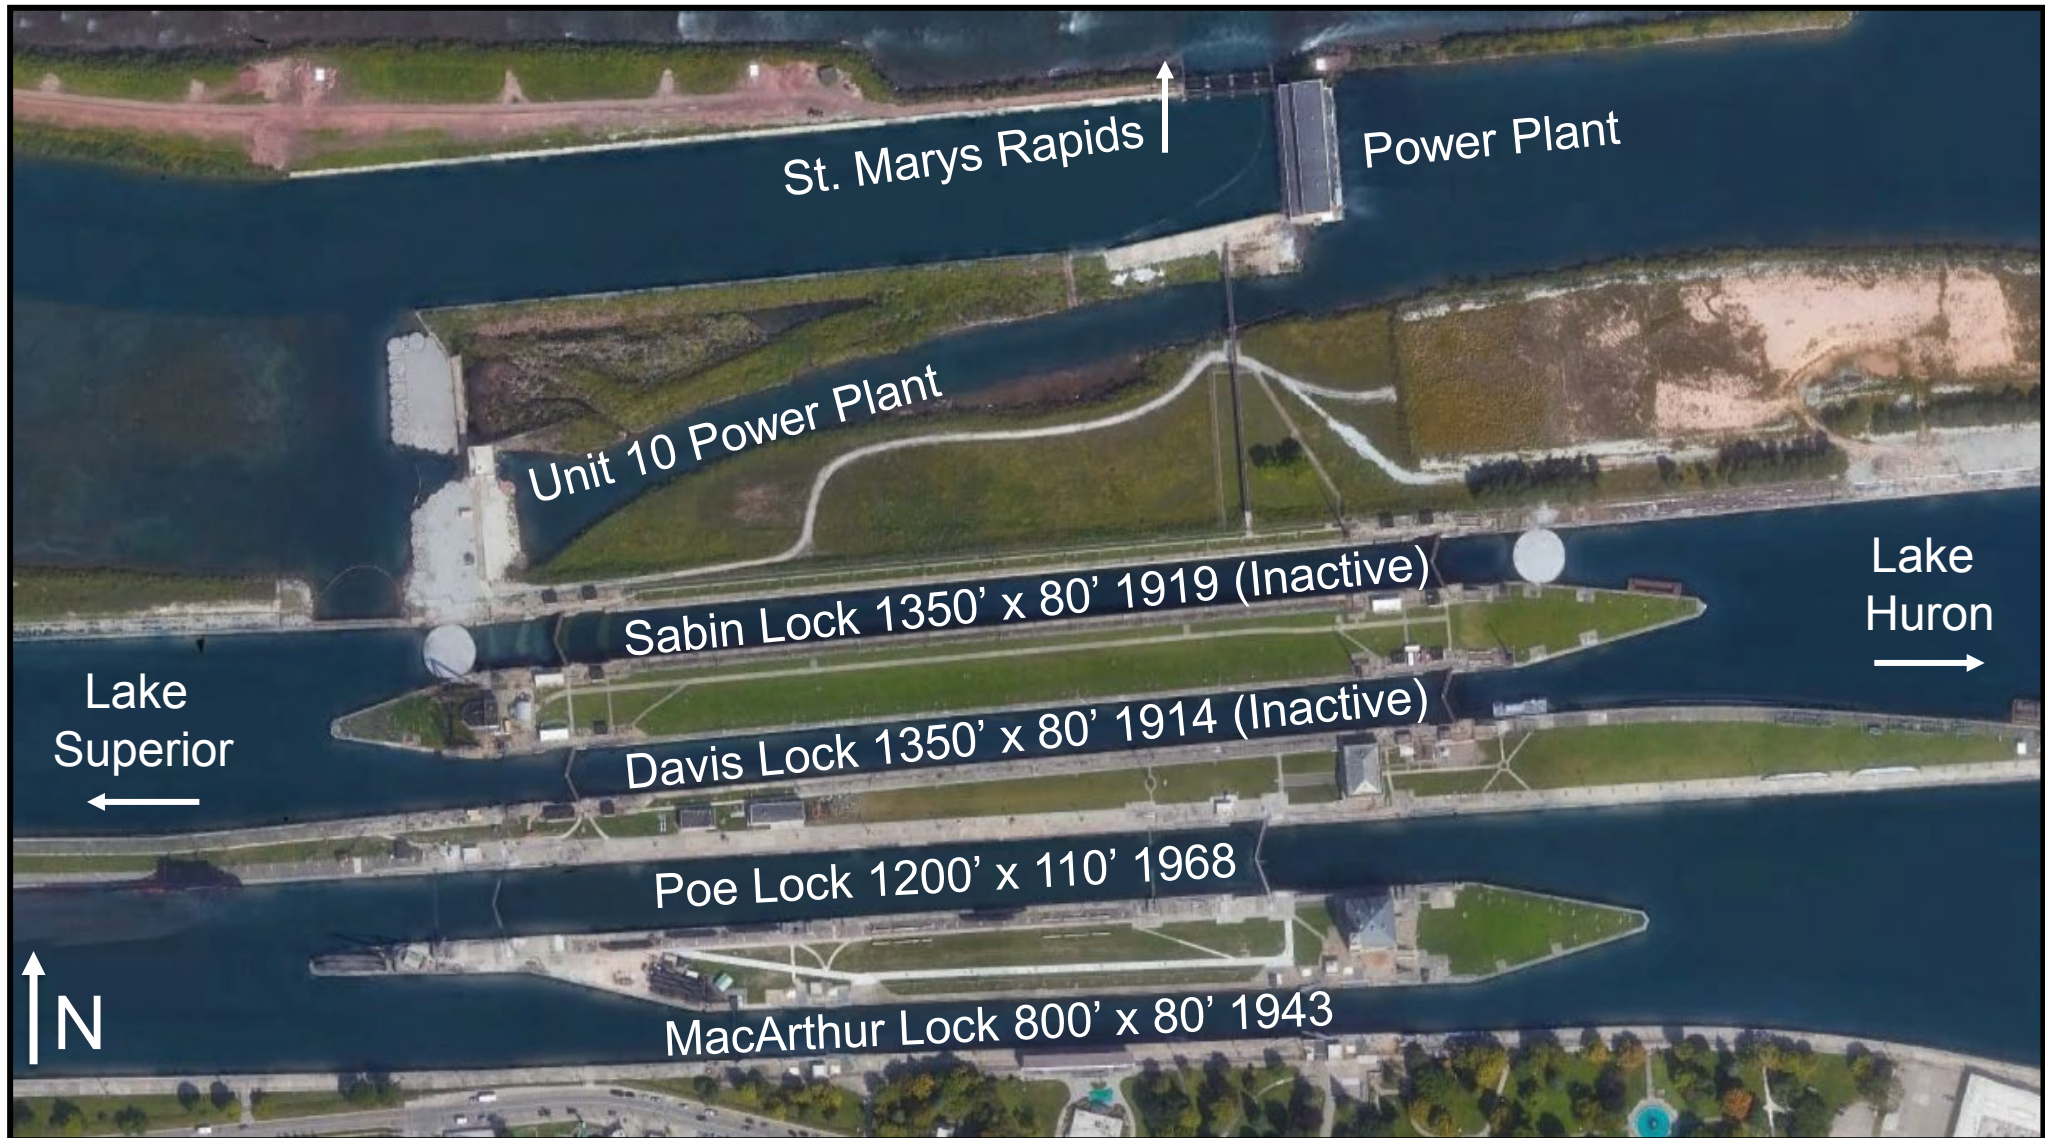 St. Marys Rapids
Power Plant
Unit 10 Power Plant
Sabin Lock 1350’ x 80’ 1919 (Inactive)
Lake
Huron
Lake
Superior
Davis Lock 1350’ x 80’ 1914 (Inactive)
Poe Lock 1200’ x 110’ 1968
N
MacArthur Lock 800’ x 80’ 1943